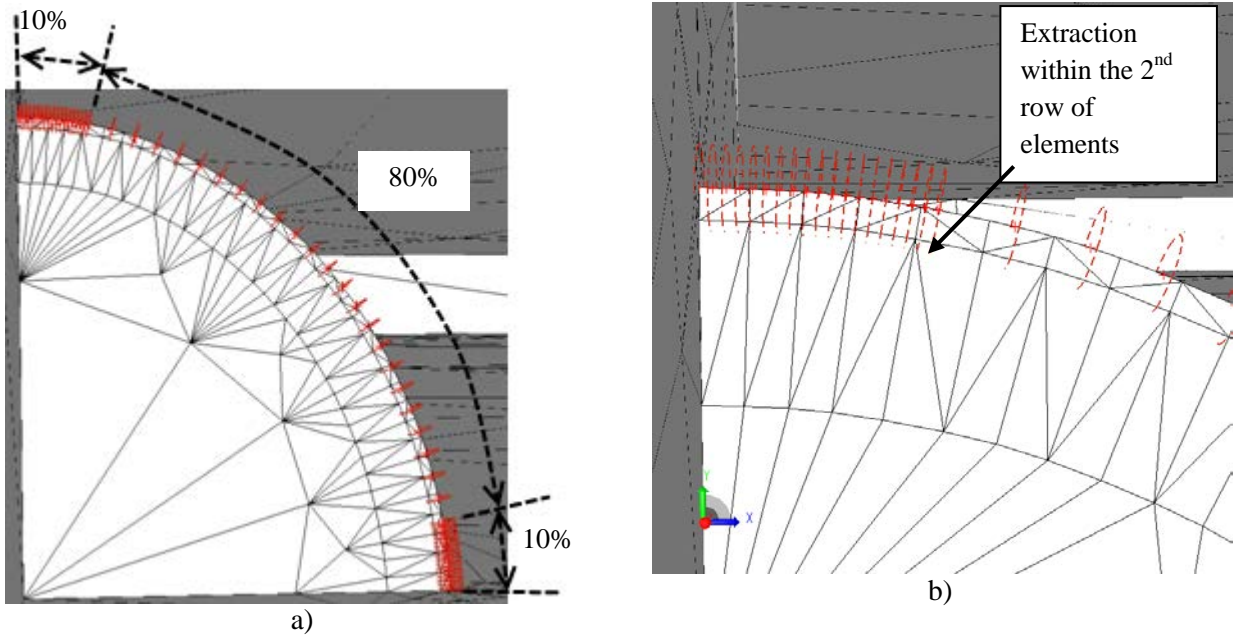 10%
80%
10%
a)
Extraction
within the 2nd
row of
elements
Y
X
b)